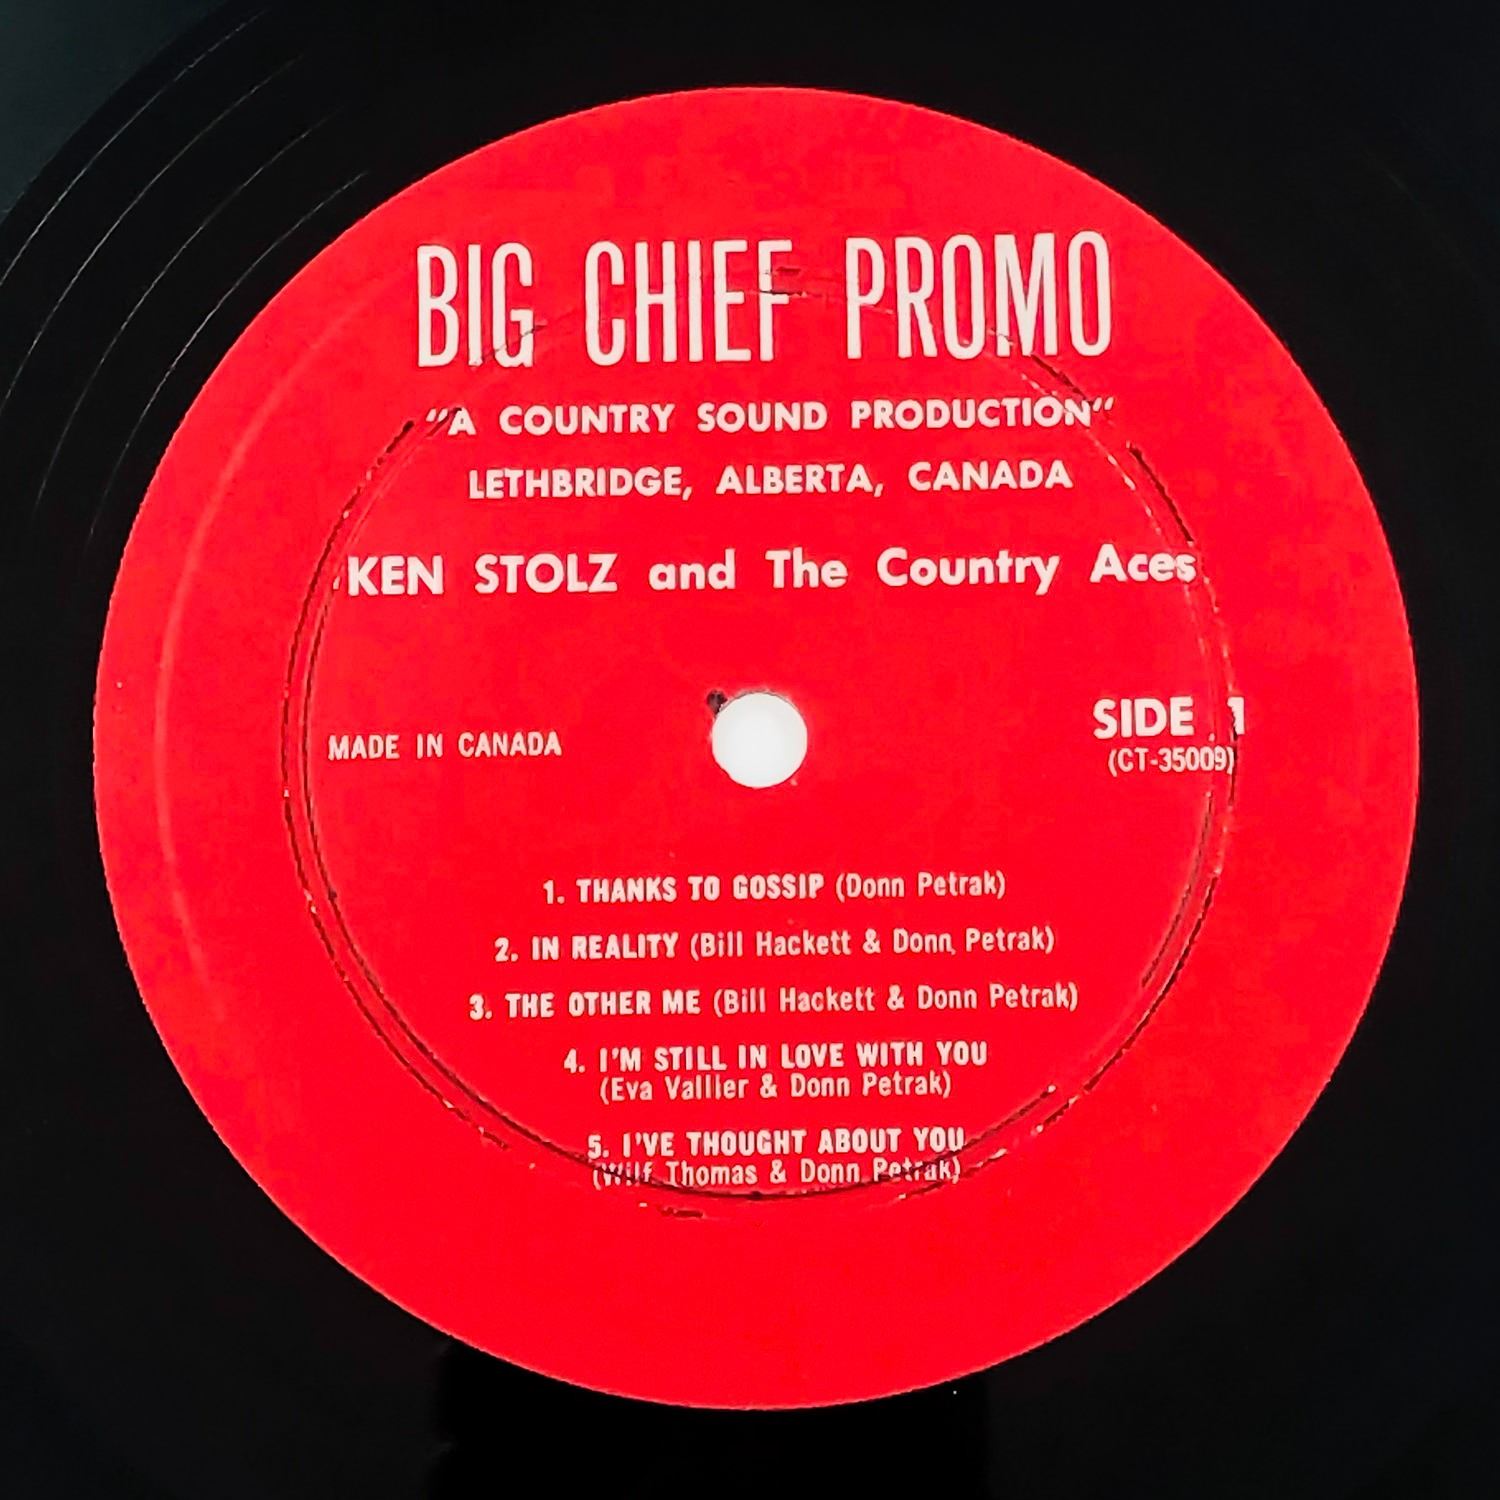 BIG CHIEF PROMO
"A COUNTRY SOUND PRODUCTION"
LETHBRIDGE, ALBERTA, CANADA
KEN STOLZ and The Country Aces
MADE IN CANADA
SIDE 1
(CT-35009)
1. THANKS TO GOSSIP (Donn Petrak)
2. IN REALITY (Bill Hackett & Donn Petrak)
3. THE OTHER ME (Bill Hackett & Donn Petrak)
4. I'M STILL IN LOVE WITH YOU
(Eva Vallier & Donn Petrak)
5. I'VE THOUGHT ABOUT YOU
(Wilf Thomas & Donn Petrak)